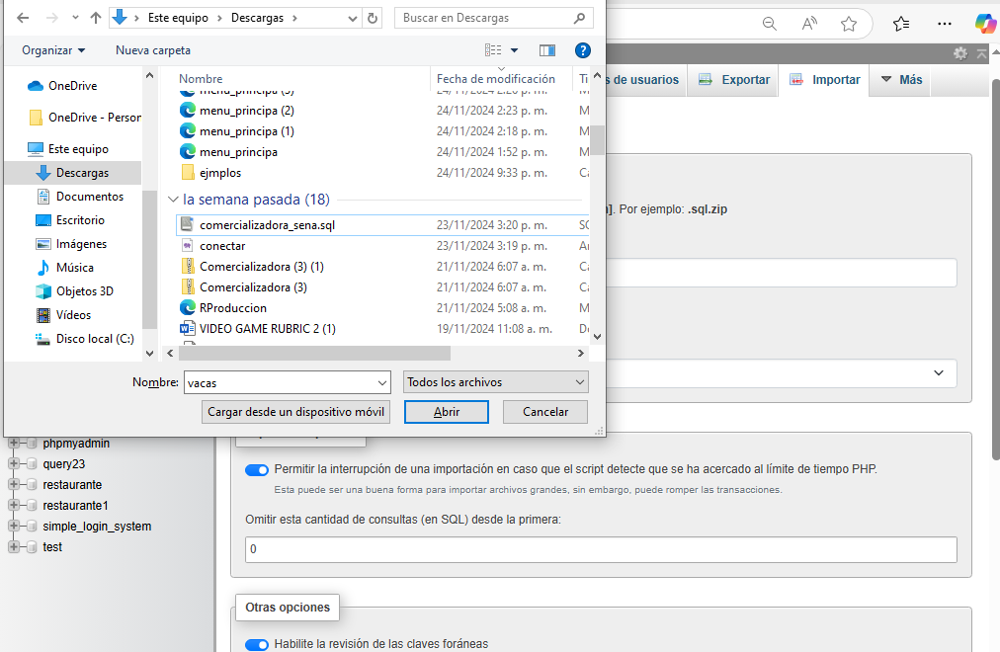 Este equipo > Descargas >
Buscar en Descargas
Organizar
Nueva carpeta
OneDrive
OneDrive - Person
Este equipo
Descargas
Documentos
Escritorio
Imágenes
Música
Objetos 3D
Vídeos
Disco local (C:)
Nombre
Fecha de modificación
Ti
menu_principa (2)
24/11/2024 2:23 p. m.
M
menu_principa (1)
24/11/2024 2:18 p. m.
M
menu_principa
24/11/2024 1:52 p. m.
M
ejmplos
24/11/2024 9:33 p. m.
Ca
la semana pasada (18)
comercializadora_sena.sql
23/11/2024 3:20 p. m.
SQ
conectar
23/11/2024 3:19 p. m.
Ar
Comercializadora (3) (1)
21/11/2024 6:07 a. m.
Ca
Comercializadora (3)
21/11/2024 6:07 a. m.
Ca
RProduccion
21/11/2024 5:08 a. m.
M
VIDEO GAME RUBRIC 2 (1)
19/11/2024 11:08 a. m.
Do
Nombre:
vacas
Todos los archivos
Cargar desde un dispositivo móvil
Abrir
Cancelar
s de usuarios
Exportar
Importar
Más
]. Por ejemplo: .sql.zip
phpmyadmin
query23
restaurante
restaurante1
simple_login_system
test
Permitir la interrupción de una importación en caso que el script detecte que se ha acercado al límite de tiempo PHP.
Esta puede ser una buena forma para importar archivos grandes, sin embargo, puede romper las transacciones.
Omitir esta cantidad de consultas (en SQL) desde la primera:
0
Otras opciones
Habilite la revisión de las claves foráneas